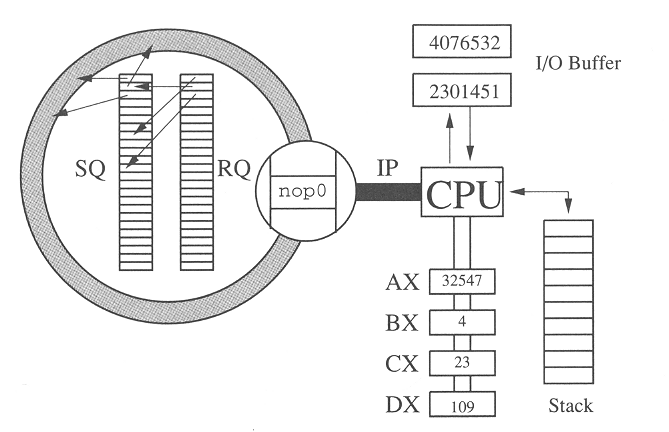 4076532
I/O Buffer
2301451
SQ
RQ
nop0
IP
CPU
AX
32547
BX
4
CX
23
DX
109
Stack